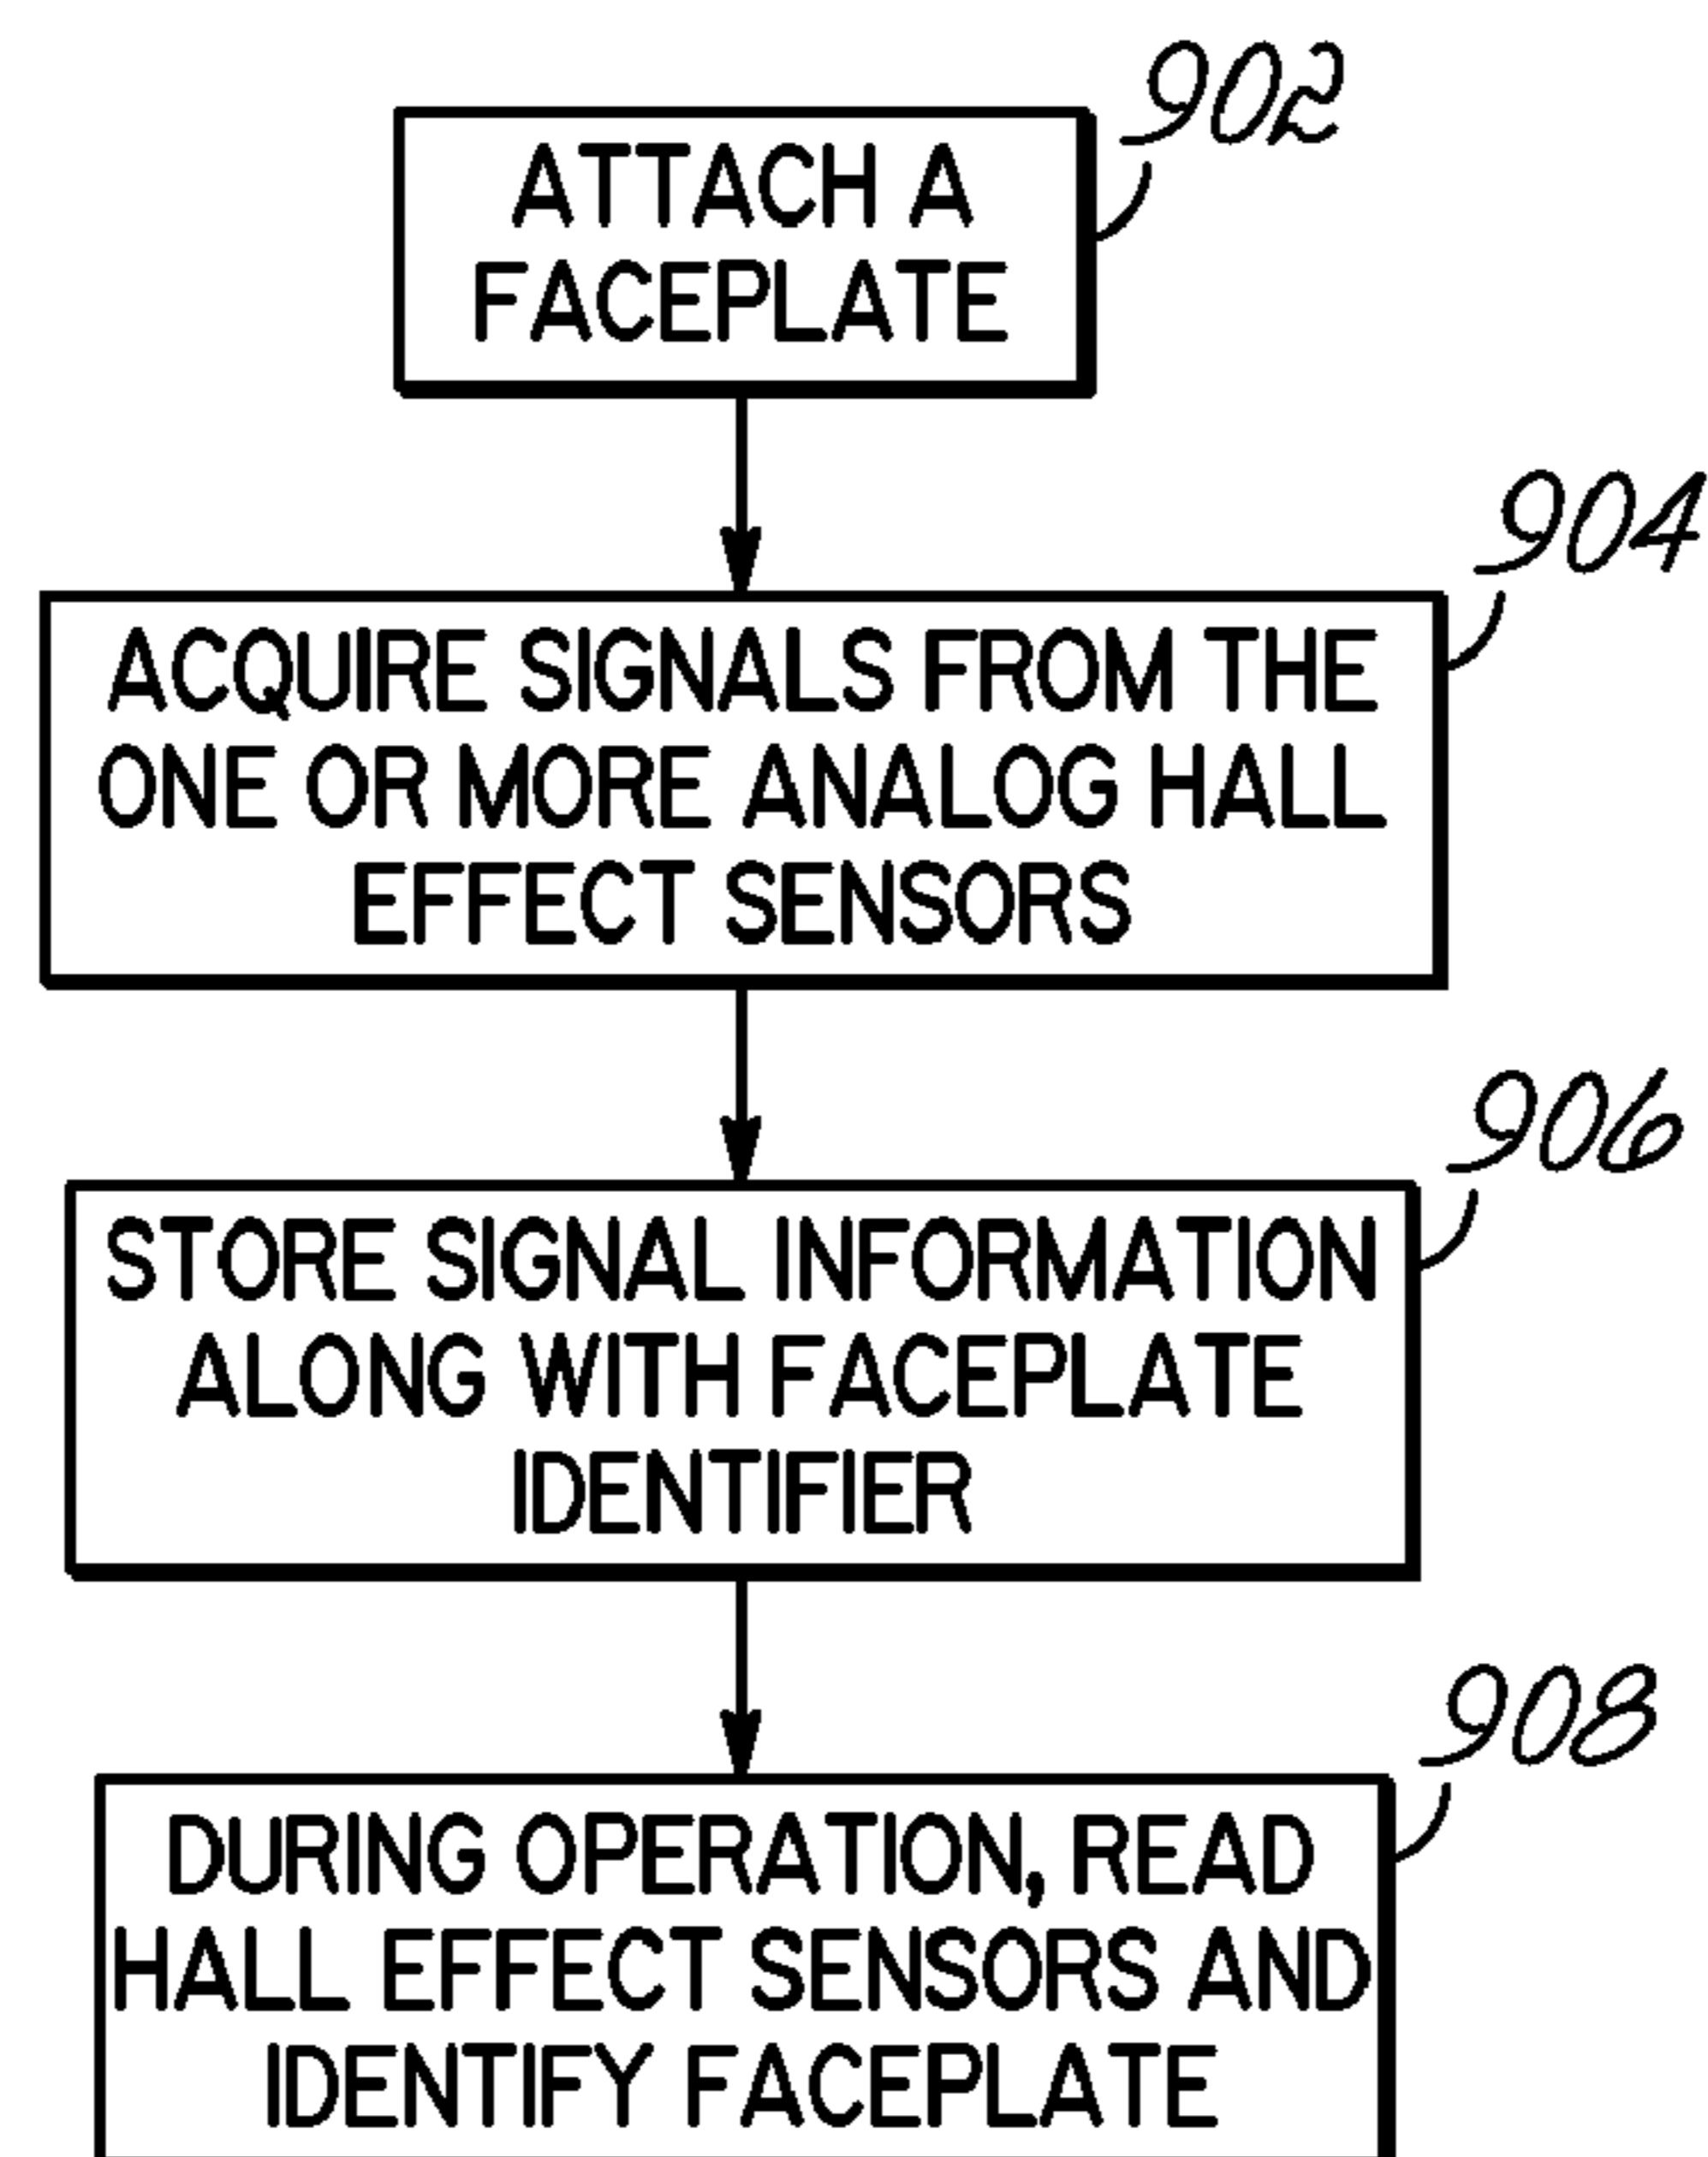 902
ATTACH A
FACEPLATE
904
ACQUIRE SIGNALS FROM THE
ONE OR MORE ANALOG HALL
EFFECT SENSORS
906
STORE SIGNAL INFORMATION
ALONG WITH FACEPLATE
IDENTIFIER
908
DURING OPERATION, READ
HALL EFFECT SENSORS AND
IDENTIFY FACEPLATE